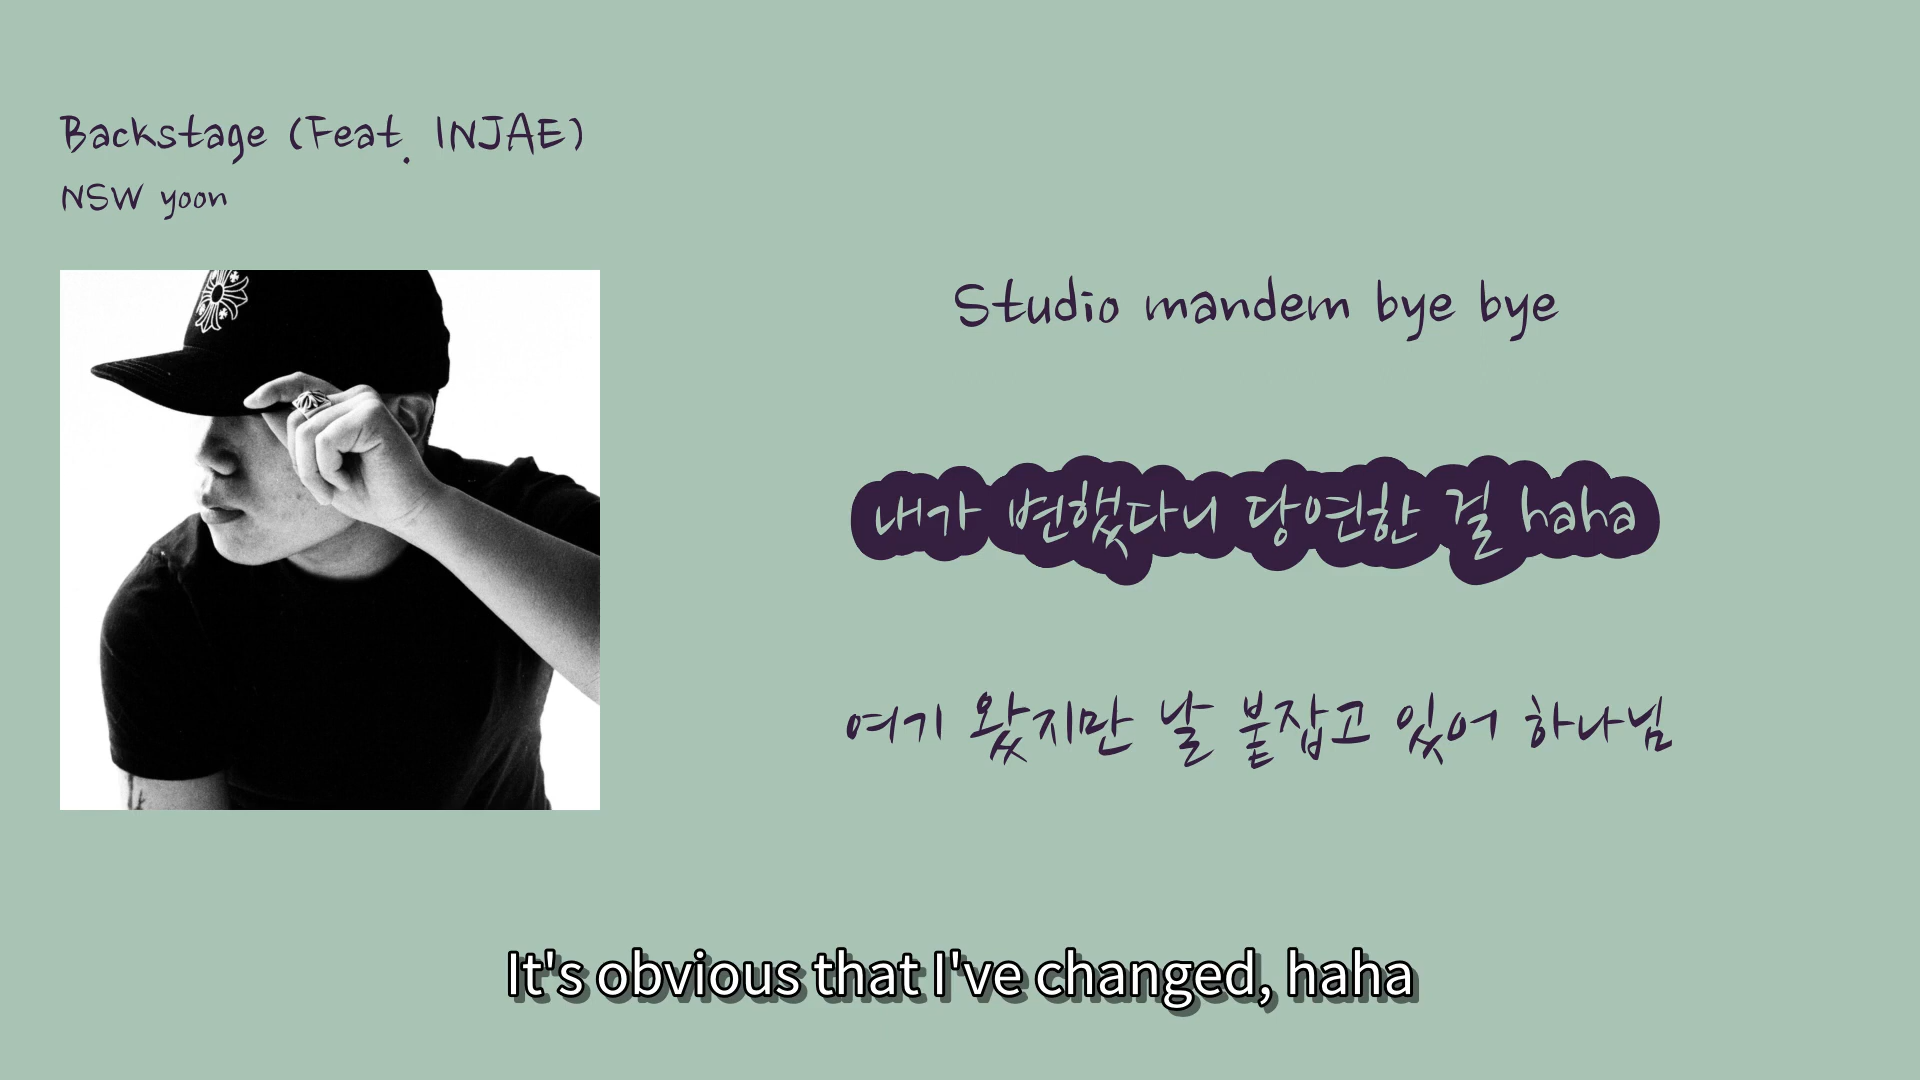 Backstage (Feat. INJAE)
NSW yoon
Studio mandem bye bye
내가 변했다니 당연한 걸 haha
여기 왔지만 날 붙잡고 있어 하나님
It's obvious that I've changed, haha